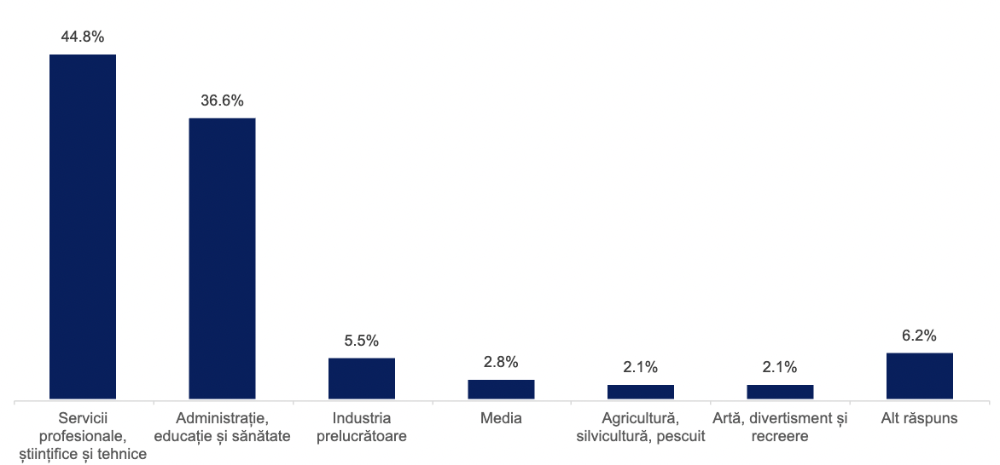 44.8%
36.6%
5.5%
2.8%
2.1%
2.1%
6.2%
Servicii
profesionale,
științifice și tehnice
Administrație,
educație și sănătate
Industria
prelucrătoare
Media
Agricultură,
silvicultură, pescuit
Artă, divertisment și
recreere
Alt răspuns